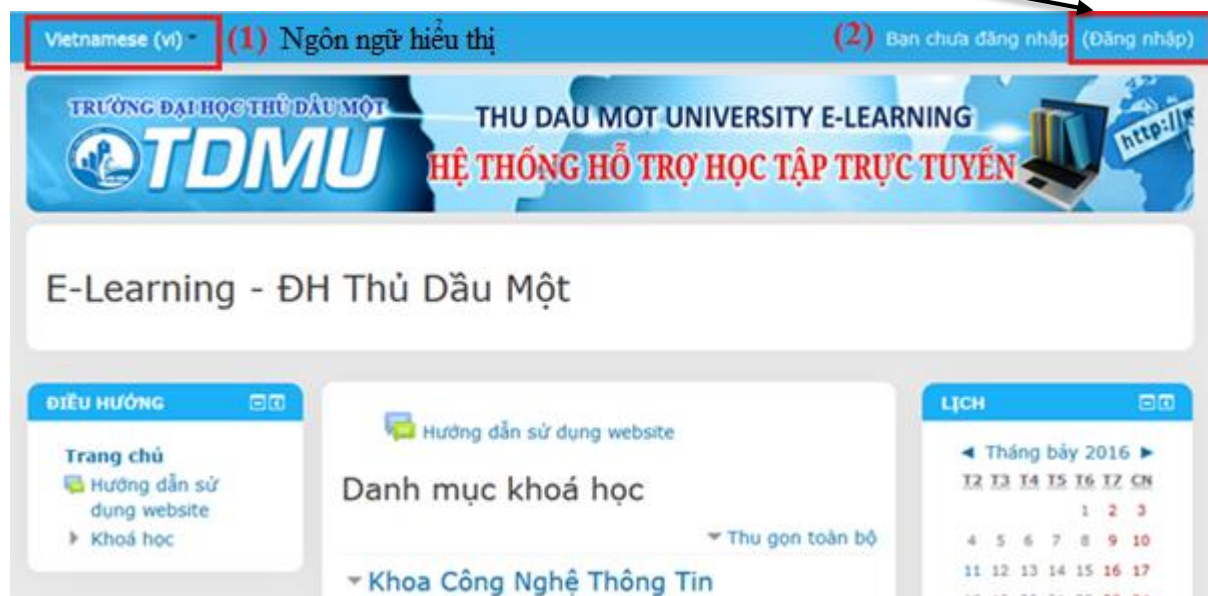 Vietnamese (vi) (1) Ngôn ngữ hiểu thị (2) Bạn chưa đăng nhập (Đăng nhập)
TRƯỜNG ĐẠI HỌC THỦ DẦU MỘT
TDMU
THU DAU MOT UNIVERSITY E-LEARNING
HỆ THỐNG HỖ TRỢ HỌC TẬP TRỰC TUYẾN
http://
E-Learning - ĐH Thủ Dầu Một
ĐIỀU HƯỚNG
Trang chủ
Hướng dẫn sử
dụng website
Khoá học
Hướng dẫn sử dụng website
Danh mục khoá học
Thu gọn toàn bộ
Khoa Công Nghệ Thông Tin
LỊCH
◄ Tháng bảy 2016 ►
T2 T3 T4 T5 T6 T7 CN
1 2 3
4 5 6 7 8 9 10
11 12 13 14 15 16 17